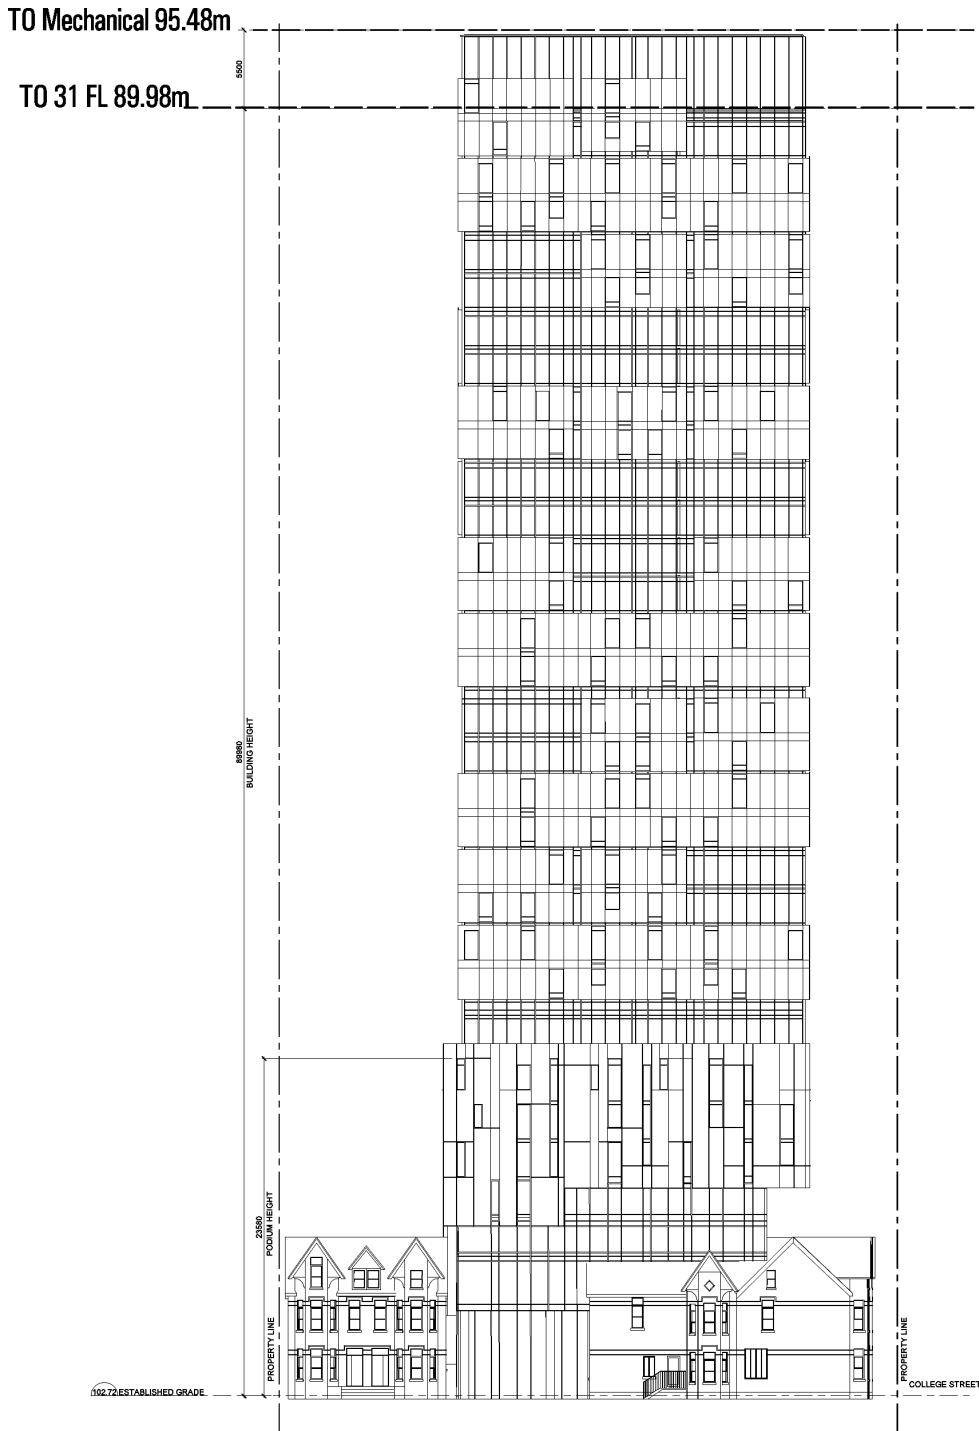 TO Mechanical 95.48m
5500
TO 31 FL 89.98m
89980
BUILDING HEIGHT
23580
PODIUM HEIGHT
PROPERTY LINE
PROPERTY LINE
102.72 ESTABLISHED GRADE
COLLEGE STREET